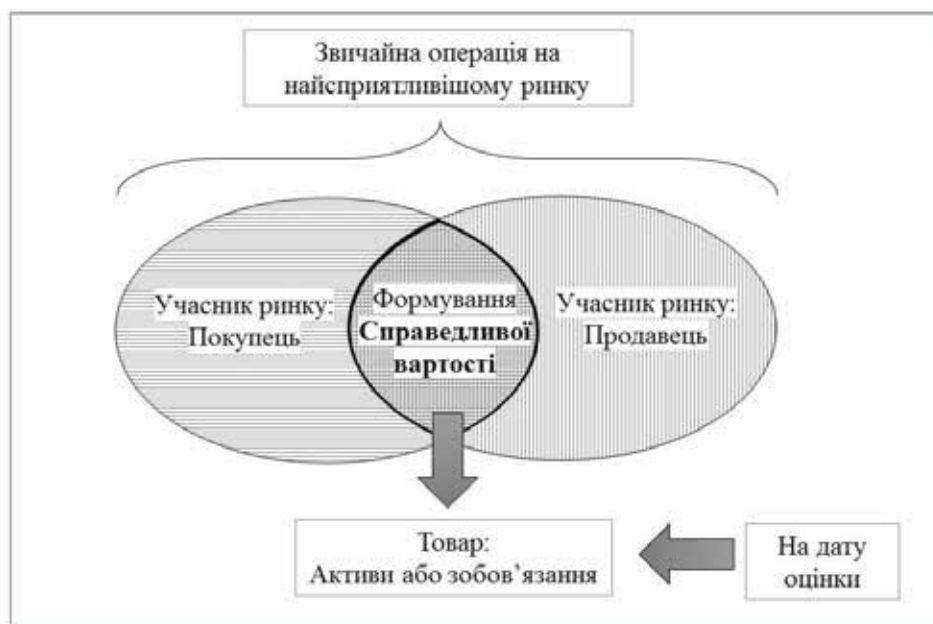 Звичайна операція на
найсприятливішому ринку
Учасник ринку:
Покупець
Формування
Справедливої
вартості
Учасник ринку:
Продавець
Товар:
Активи або зобов’язання
На дату
оцінки